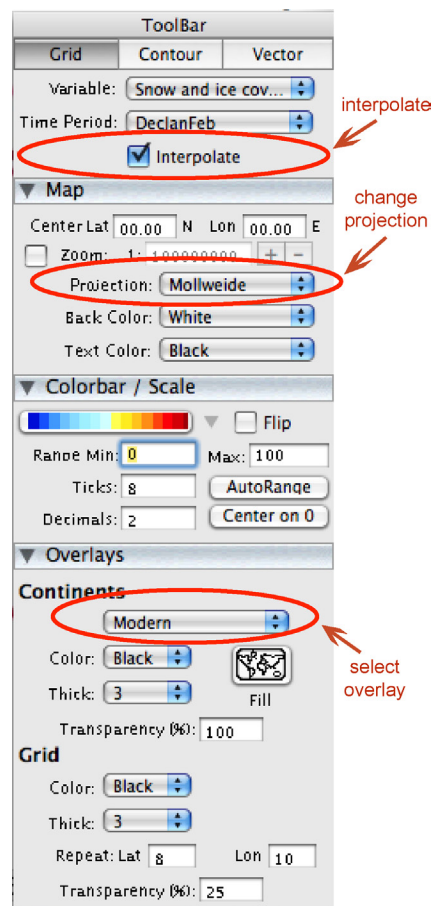 ToolBar
Grid Contour Vector
Variable: Snow and ice cov...
Time Period: DecJanFeb
Interpolate
interpolate
Map
Center Lat 00.00 N Lon 00.00 E
change
projection
Zoom: 1: 100000000 + -
Projection: Mollweide
Back Color: White
Text Color: Black
Colorbar / Scale
Flip
Range Min: 0 Max: 100
Ticks: 8 AutoRange
Decimals: 2 Center on 0
Overlays
Continents
Modern
Color: Black
Thick: 3
Fill
select
overlay
Transparency (%): 100
Grid
Color: Black
Thick: 3
Repeat: Lat 8 Lon 10
Transparency (%): 25